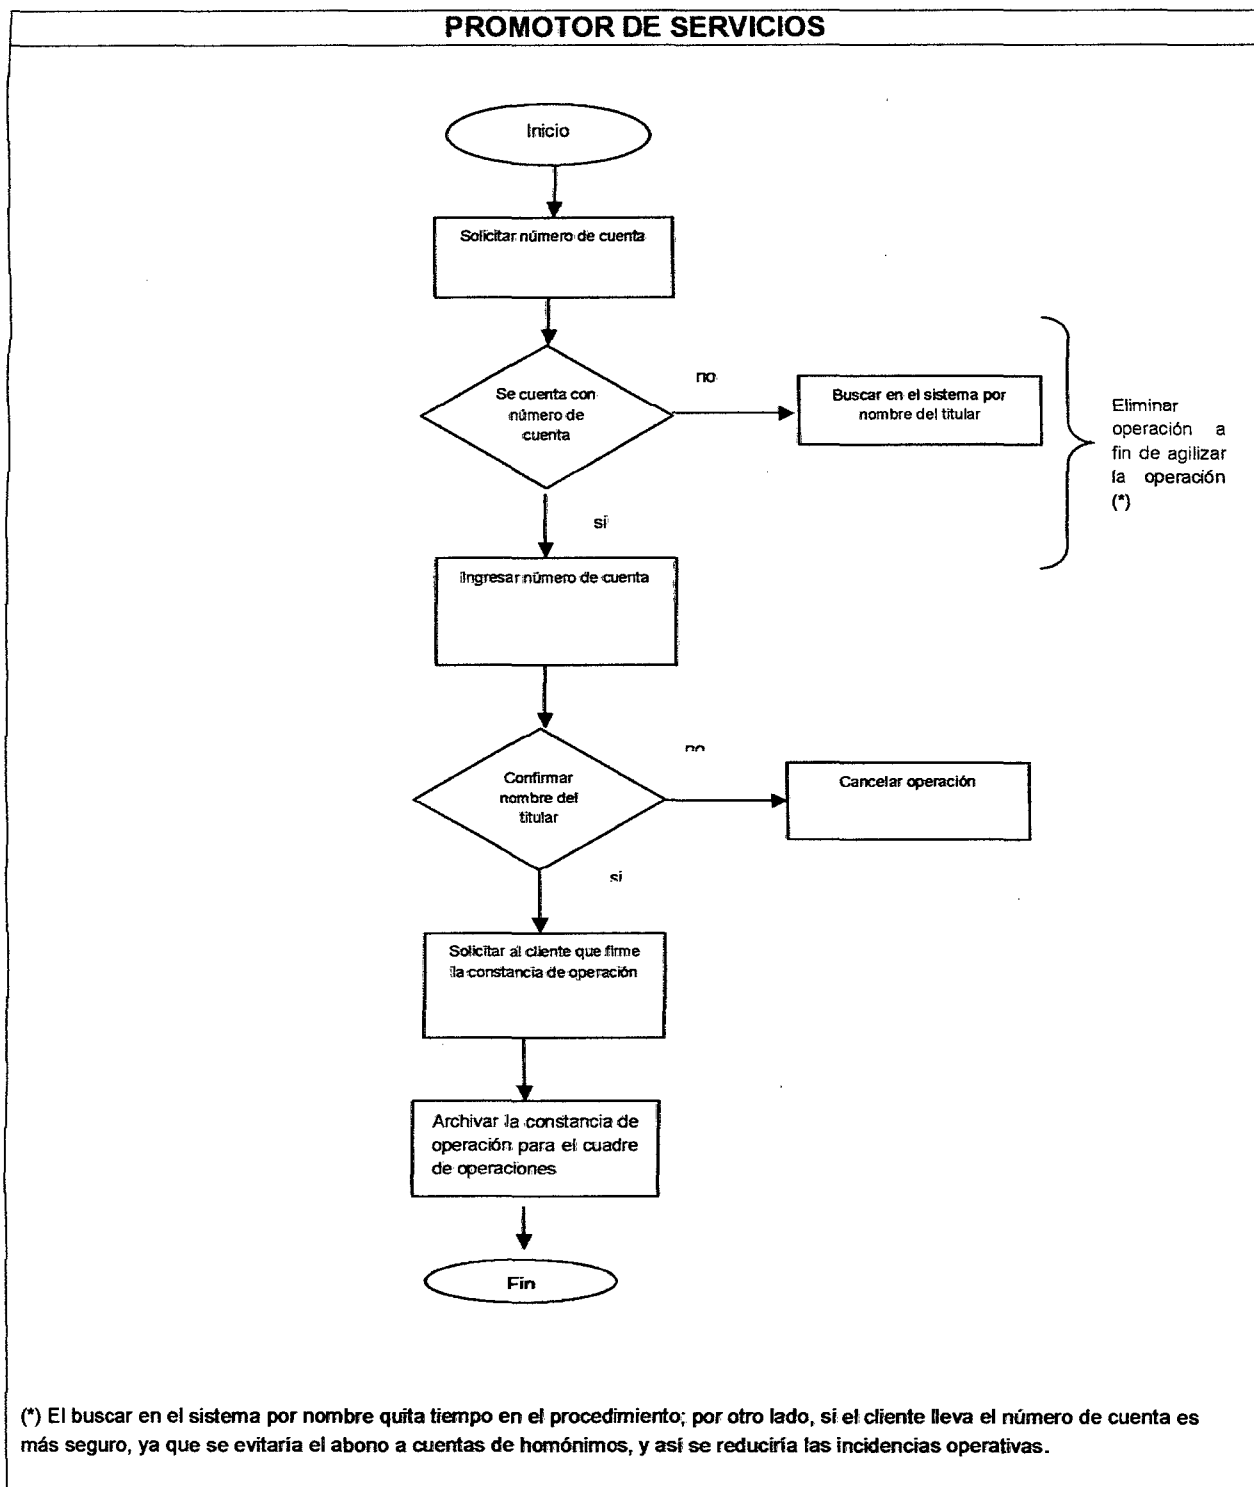 PROMOTOR DE SERVICIOS
Inicio
Solicitar número de cuenta
Se cuenta con
número de
cuenta
no
Buscar en el sistema por
nombre del titular
Eliminar
operación a
fin de agilizar
la operación
(*)
si
Ingresar número de cuenta
Confirmar
nombre del
titular
no
Cancelar operación
si
Solicitar al cliente que firme
la constancia de operación
Archivar la constancia de
operación para el cuadre
de operaciones
Fin
(*) El buscar en el sistema por nombre quita tiempo en el procedimiento; por otro lado, si el cliente lleva el número de cuenta es
más seguro, ya que se evitaría el abono a cuentas de homónimos, y así se reduciría las incidencias operativas.